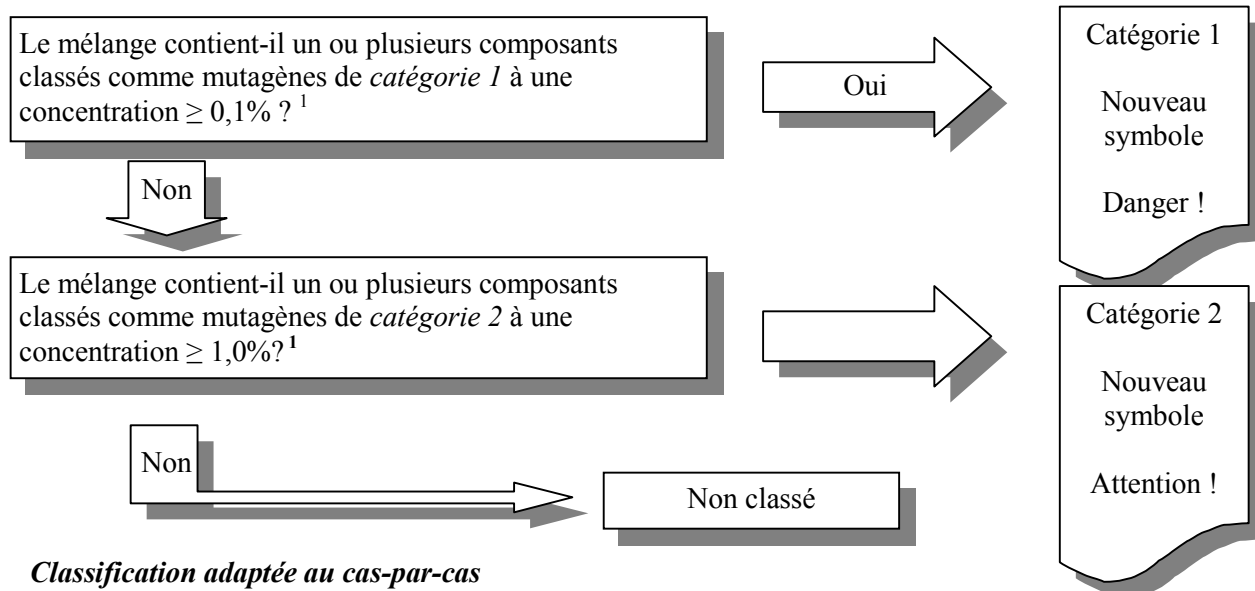 Le mélange contient-il un ou plusieurs composants
classés comme mutagènes de catégorie 1 à une
concentration ≥ 0,1% ? 1
Oui
Catégorie 1
Nouveau
symbole
Danger !
Non
Le mélange contient-il un ou plusieurs composants
classés comme mutagènes de catégorie 2 à une
concentration ≥ 1,0%?1
Catégorie 2
Nouveau
symbole
Attention !
Non
Non classé
Classification adaptée au cas-par-cas